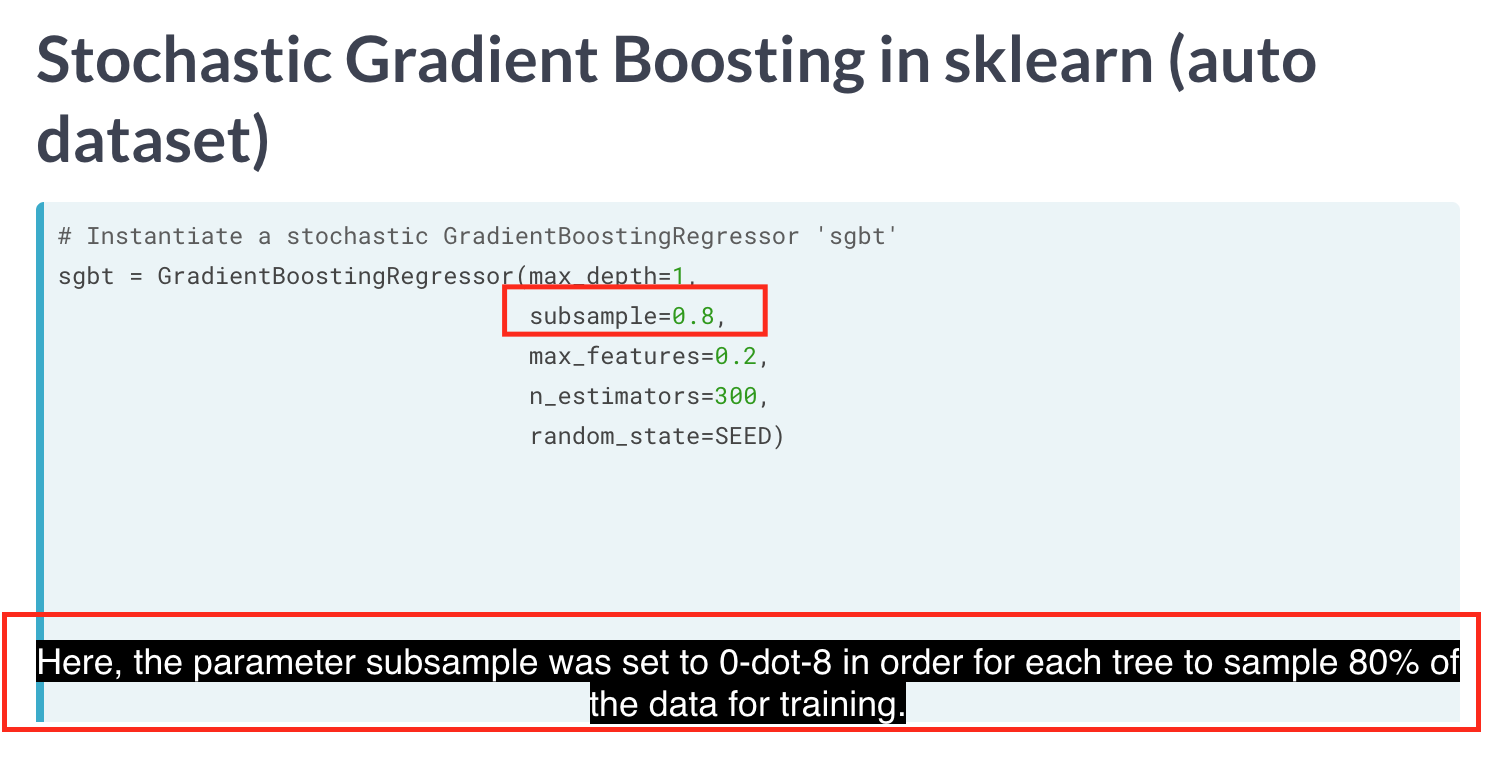 Stochastic Gradient Boosting in sklearn (auto
dataset)
# Instantiate a stochastic GradientBoostingRegressor 'sgbt'
sgbt = GradientBoostingRegressor(max_depth=1,
subsample=0.8,
max_features=0.2,
n_estimators=300,
random_state=SEED)
Here, the parameter subsample was set to 0-dot-8 in order for each tree to sample 80% of
the data for training.